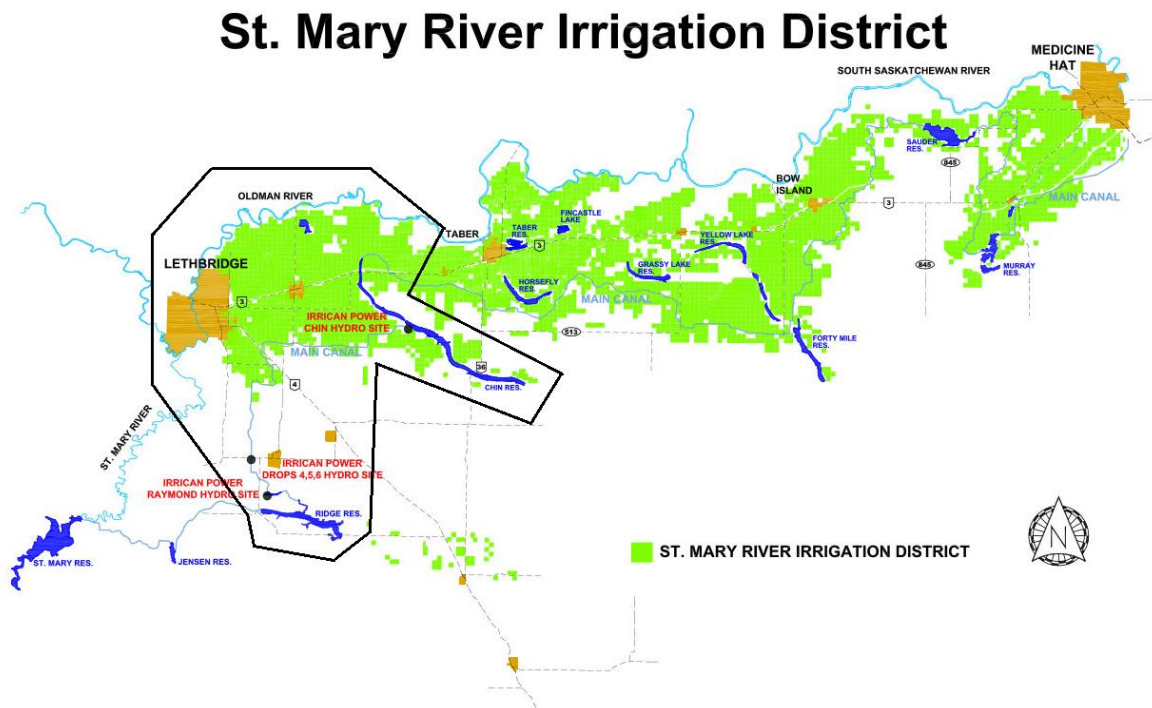 St. Mary River Irrigation District
MEDICINE
HAT
SOUTH SASKATCHEWAN RIVER
SAUDER
RES.
845
OLDMAN RIVER
BOW
ISLAND
3
MAIN CANAL
FINCASTLE
LAKE
TABER
TABER
RES.
3
YELLOW LAKE
RES.
LETHBRIDGE
GRASSY LAKE
RES.
845
MURRAY
RES.
HORSEFLY
RES.
MAIN CANAL
3
IRRICAN POWER
CHIN HYDRO SITE
513
FORTY MILE
RES.
MAIN CANAL
36
CHIN RES.
4
ST. MARY RIVER
IRRICAN POWER
DROPS 4,5,6 HYDRO SITE
IRRICAN POWER
RAYMOND HYDRO SITE
RIDGE RES.
ST. MARY RES.
JENSEN RES.
ST. MARY RIVER IRRIGATION DISTRICT
N